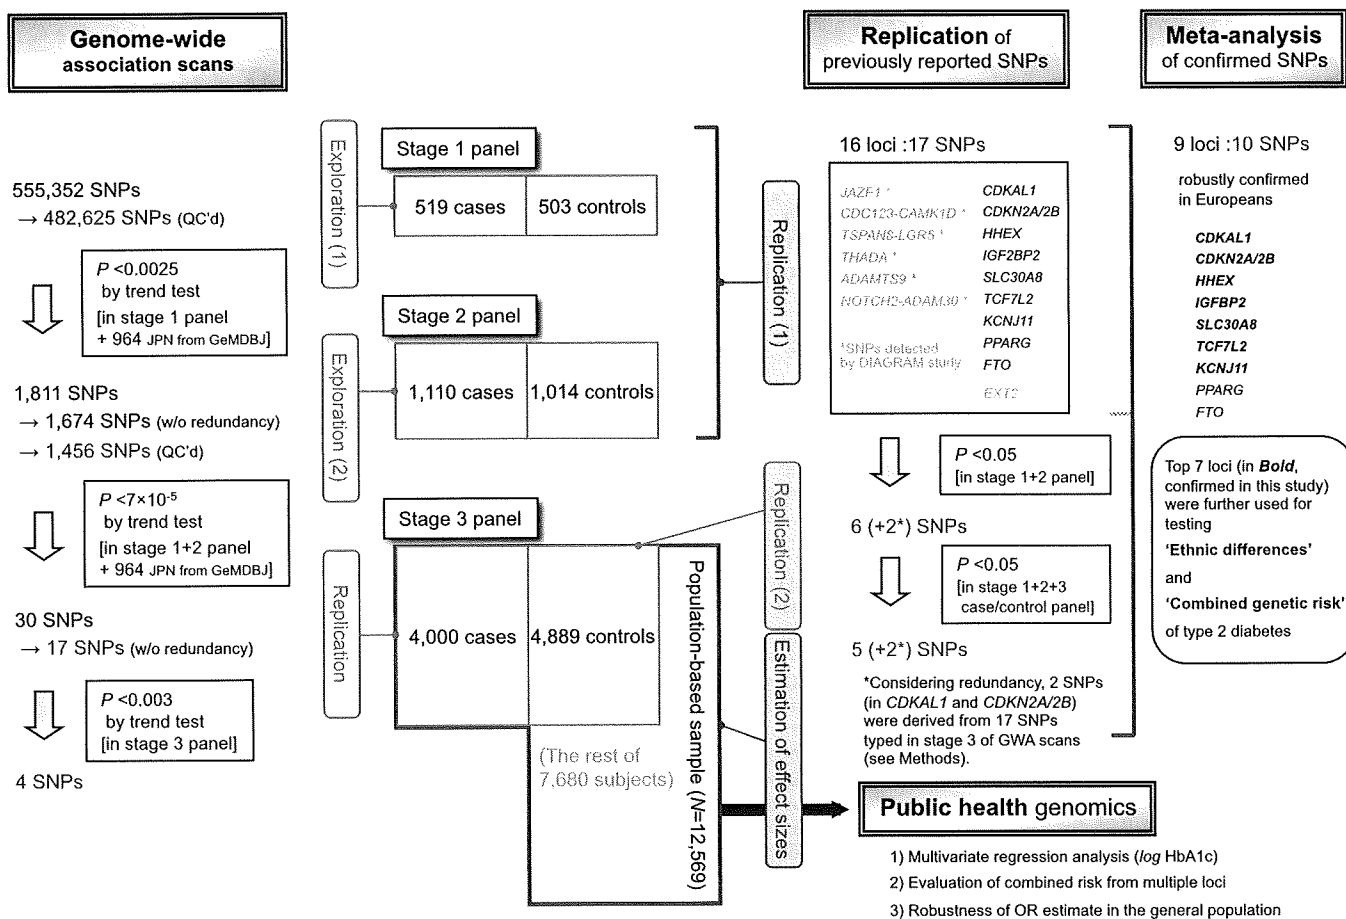 Genome-wide
association scans
555,352 SNPs
→ 482,625 SNPs (QC'd)
P <0.0025
by trend test
[in stage 1 panel
+ 964 JPN from GeMDBJ]
1,811 SNPs
→ 1,674 SNPs (w/o redundancy)
→ 1,456 SNPs (QC'd)
P <7×10-5
by trend test
[in stage 1+2 panel
+ 964 JPN from GeMDBJ]
30 SNPs
→ 17 SNPs (w/o redundancy)
P <0.003
by trend test
[in stage 3 panel]
4 SNPs
Exploration (1)
Stage 1 panel
519 cases
503 controls
Exploration (2)
Stage 2 panel
1,110 cases
1,014 controls
Replication
Stage 3 panel
4,000 cases
4,889 controls
(The rest of
7,680 subjects)
Population-based sample (N=12,569)
Replication (1)
Replication (2)
Estimation of effect sizes
Replication of
previously reported SNPs
16 loci :17 SNPs
JAZF1 *
CDC123-CAMK1D *
TSPAN8-LGR5 *
THADA *
ADAMTS9 *
NOTCH2-ADAM30 *
*SNPs detected
by DIAGRAM study
CDKAL1
CDKN2A/2B
HHEX
IGF2BP2
SLC30A8
TCF7L2
KCNJ11
PPARG
FTO
EXT2
P <0.05
[in stage 1+2 panel]
6 (+2*) SNPs
P <0.05
[in stage 1+2+3
case/control panel]
5 (+2*) SNPs
*Considering redundancy, 2 SNPs
(in CDKAL1 and CDKN2A/2B)
were derived from 17 SNPs
typed in stage 3 of GWA scans
(see Methods).
Meta-analysis
of confirmed SNPs
9 loci :10 SNPs
robustly confirmed
in Europeans
CDKAL1
CDKN2A/2B
HHEX
IGFBP2
SLC30A8
TCF7L2
KCNJ11
PPARG
FTO
Top 7 loci (in Bold,
confirmed in this study)
were further used for
testing
'Ethnic differences'
and
'Combined genetic risk'
of type 2 diabetes
Public health genomics
1) Multivariate regression analysis (log HbA1c)
2) Evaluation of combined risk from multiple loci
3) Robustness of OR estimate in the general population